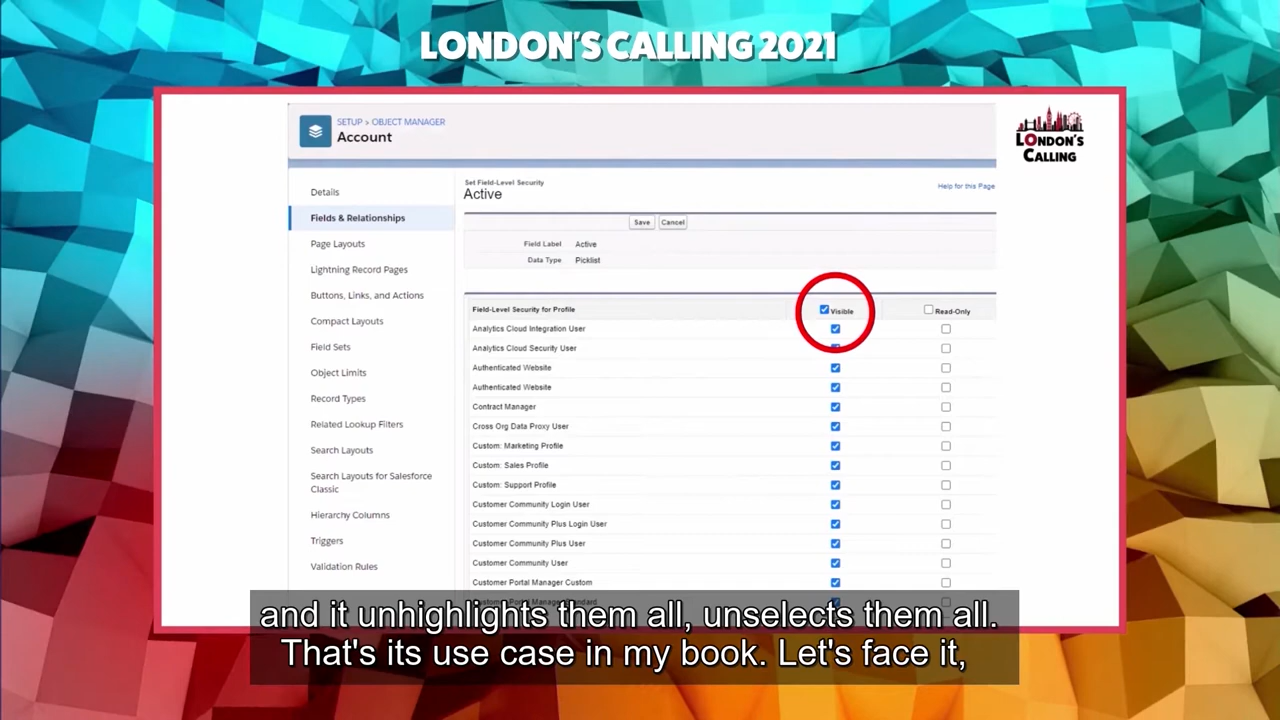 LONDON'S CALLING 2021
SETUP > OBJECT MANAGER
Account
LONDON'S
CALLING
Details
Fields & Relationships
Page Layouts
Lightning Record Pages
Buttons, Links, and Actions
Compact Layouts
Field Sets
Object Limits
Record Types
Related Lookup Filters
Search Layouts
Search Layouts for Salesforce
Classic
Hierarchy Columns
Triggers
Validation Rules
Set Field-Level Security
Active
Help for this Page
Save Cancel
Field Label Active
Data Type Picklist
Field-Level Security for Profile Visible Read-Only
Analytics Cloud Integration User
Analytics Cloud Security User
Authenticated Website
Authenticated Website
Contract Manager
Cross Org Data Proxy User
Custom: Marketing Profile
Custom: Sales Profile
Custom: Support Profile
Customer Community Login User
Customer Community Plus Login User
Customer Community Plus User
Customer Community User
Customer Portal Manager Custom
Customer Portal Manager Standard
and it unhighlights them all, unselects them all.
That's its use case in my book. Let's face it,